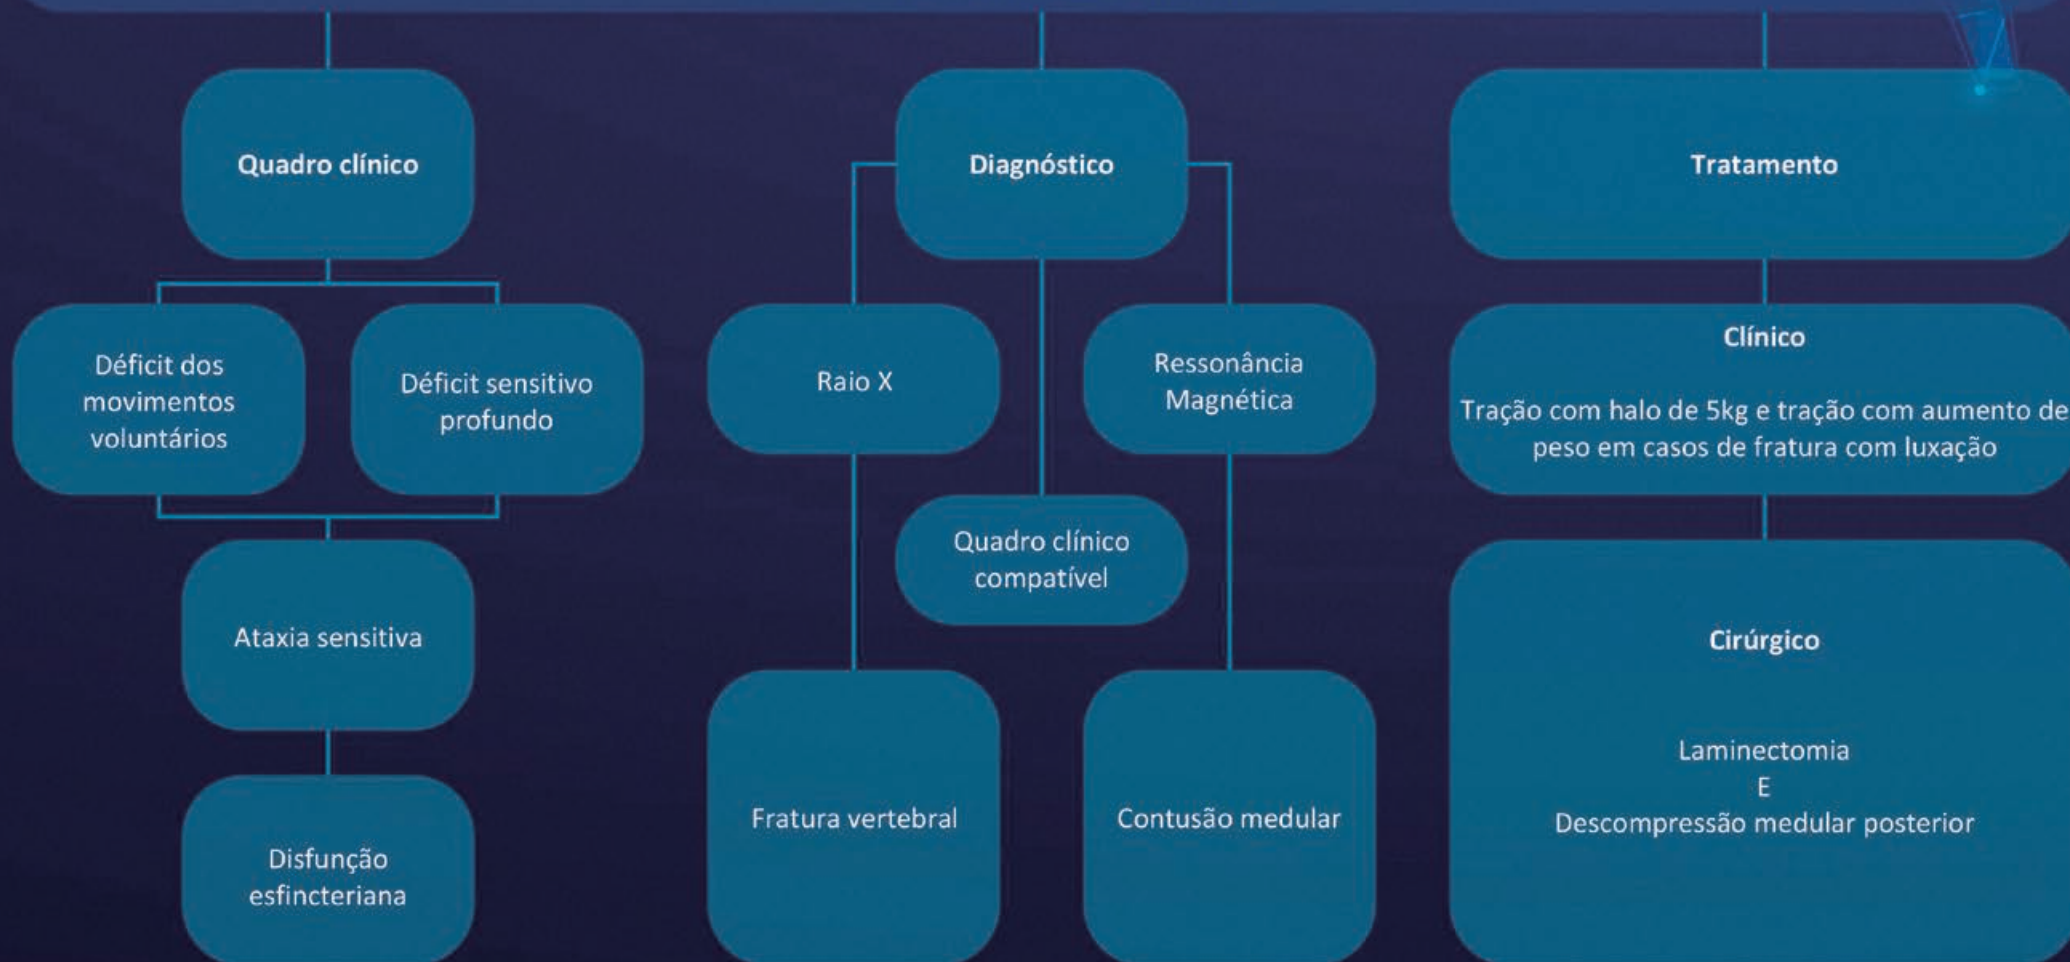 Quadro clínico
Déficit dos
movimentos
voluntários
Déficit sensitivo
profundo
Ataxia sensitiva
Disfunção
esfincteriana
Diagnóstico
Raio X
Ressonância
Magnética
Quadro clínico
compatível
Fratura vertebral
Contusão medular
Tratamento
Clínico
Tração com halo de 5kg e tração com aumento de
peso em casos de fratura com luxação
Cirúrgico
Laminectomia
E
Descompressão medular posterior